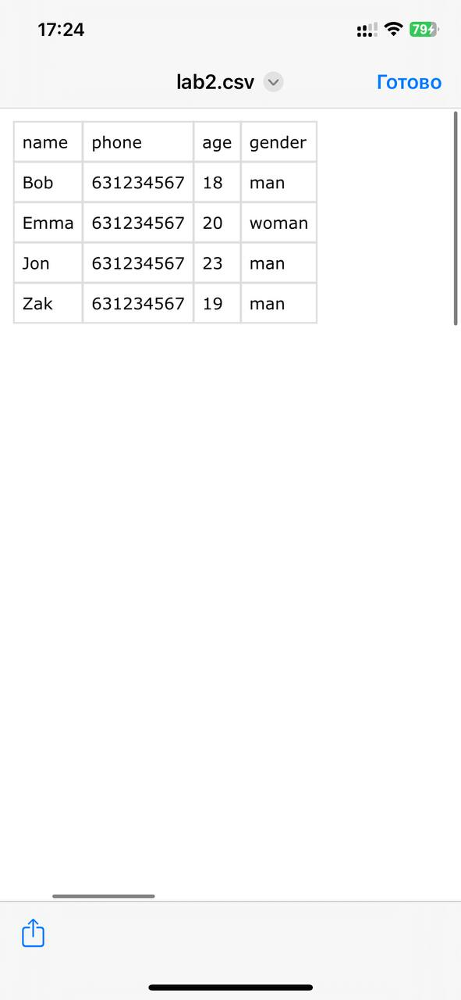 17:24 79
lab2.csv Готово
name phone age gender
Bob 631234567 18 man
Emma 631234567 20 woman
Jon 631234567 23 man
Zak 631234567 19 man